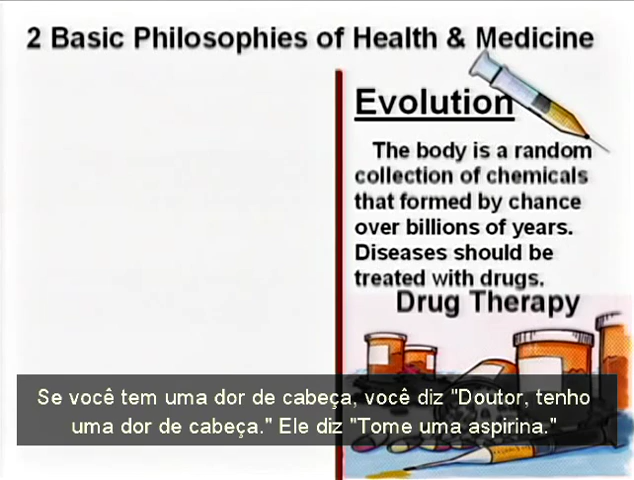 2 Basic Philosophies of Health & Medicine
Evolution
The body is a random
collection of chemicals
that formed by chance
over billions of years.
Diseases should be
treated with drugs.
Drug Therapy
Se você tem uma dor de cabeça, você diz "Doutor, tenho
uma dor de cabeça." Ele diz "Tome uma aspirina."